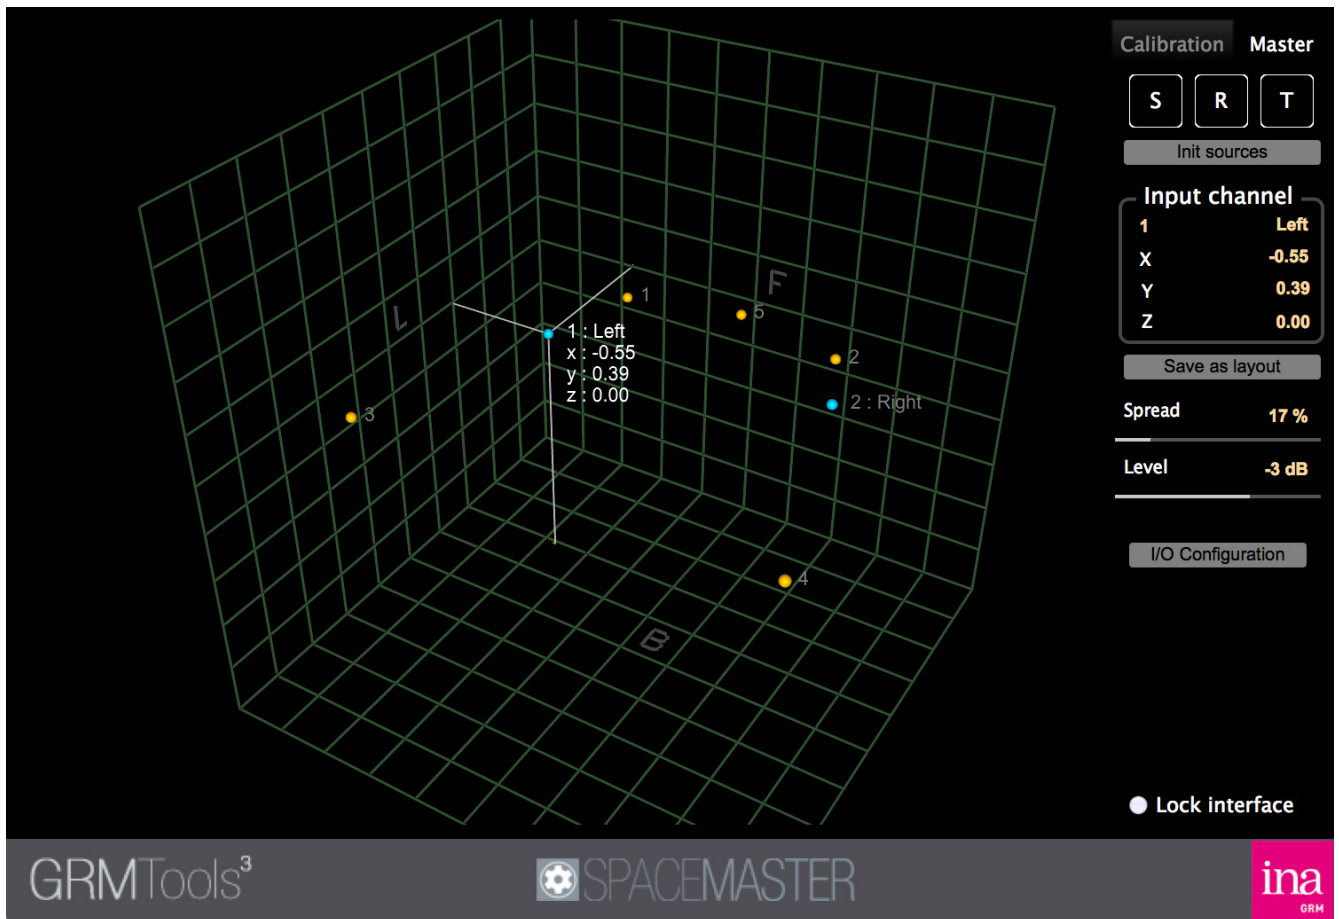 Calibration Master
S R T
Init sources
Input channel
1 Left
X -0.55
Y 0.39
Z 0.00
Save as layout
Spread 17 %
Level -3 dB
I/O Configuration
Lock interface
F
L
B
1
5
2
2 : Right
1 : Left
x : -0.55
y : 0.39
z : 0.00
3
4
GRMTools3
SPACEMASTER
ina
GRM